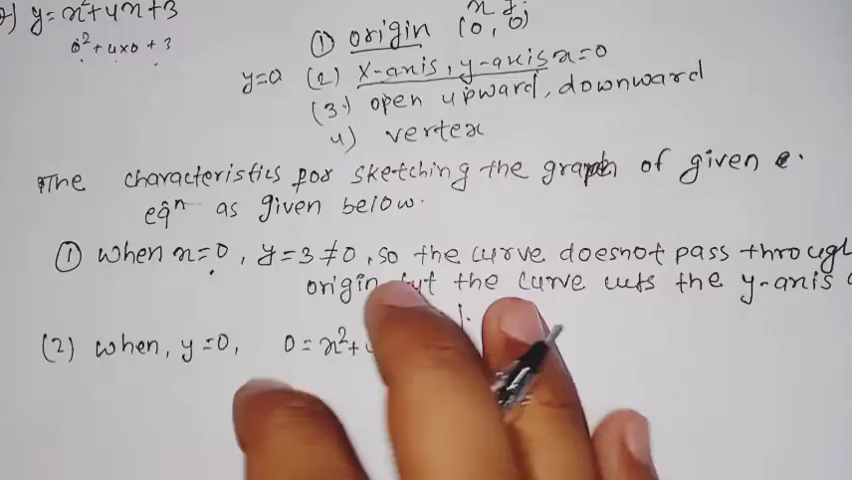 y=x²+4x+3
0²+4×0+3
x y
① origin (0, 0)
y=0 (2) x-axis, y-axis x=0
(3) open upward, downward
4) vertex
The characteristics for sketching the graph of given
eqⁿ as given below.
① when x=0, y=3≠0, so the curve doesnot pass through
origin but the curve cuts the y-axis
(2) when, y=0, 0=x²+